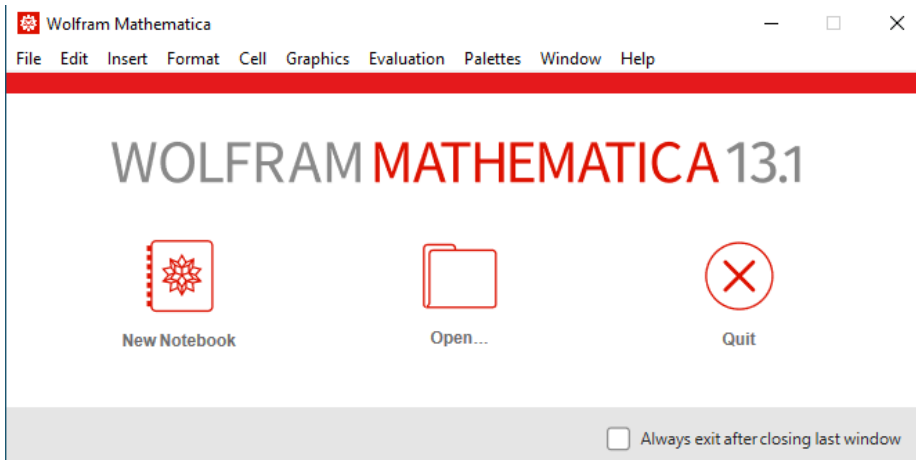 Wolfram Mathematica
File Edit Insert Format Cell Graphics Evaluation Palettes Window Help
WOLFRAM MATHEMATICA 13.1
New Notebook Open... Quit
Always exit after closing last window